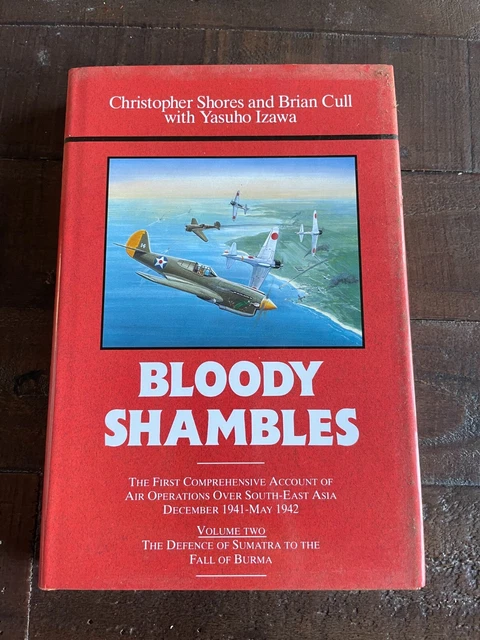 Christopher Shores and Brian Cull
with Yasuho Izawa
BLOODY
SHAMBLES
THE FIRST COMPREHENSIVE ACCOUNT OF
AIR OPERATIONS OVER SOUTH-EAST ASIA
DECEMBER 1941-MAY 1942
VOLUME TWO
THE DEFENCE OF SUMATRA TO THE
FALL OF BURMA